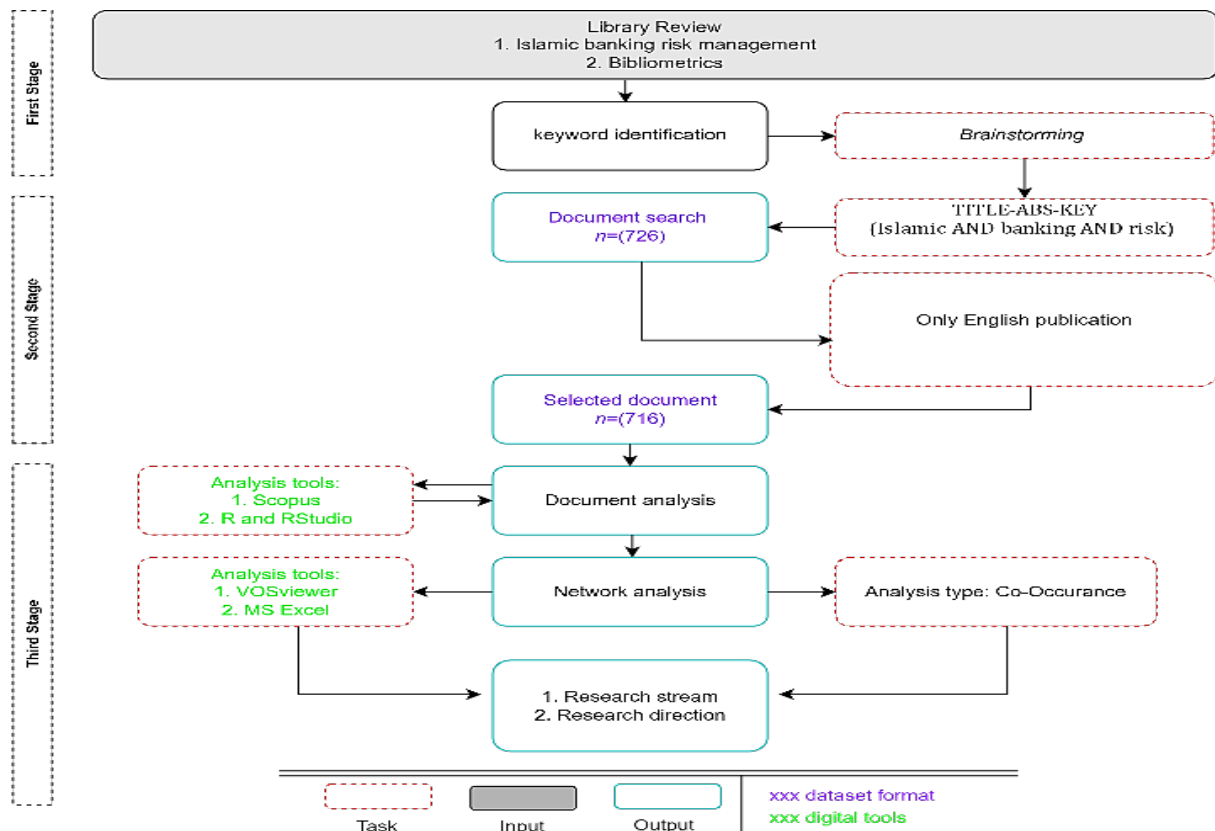 First Stage
Library Review
1. Islamic banking risk management
2. Bibliometrics
keyword identification
Brainstorming
Second Stage
Document search
n=(726)
TITLE-ABS-KEY
(Islamic AND banking AND risk)
Only English publication
Selected document
n=(716)
Third Stage
Analysis tools:
1. Scopus
2. R and RStudio
Document analysis
Analysis tools:
1. VOSviewer
2. MS Excel
Network analysis
Analysis type: Co-Occurance
1. Research stream
2. Research direction
Task
Input
Output
xxx dataset format
xxx digital tools